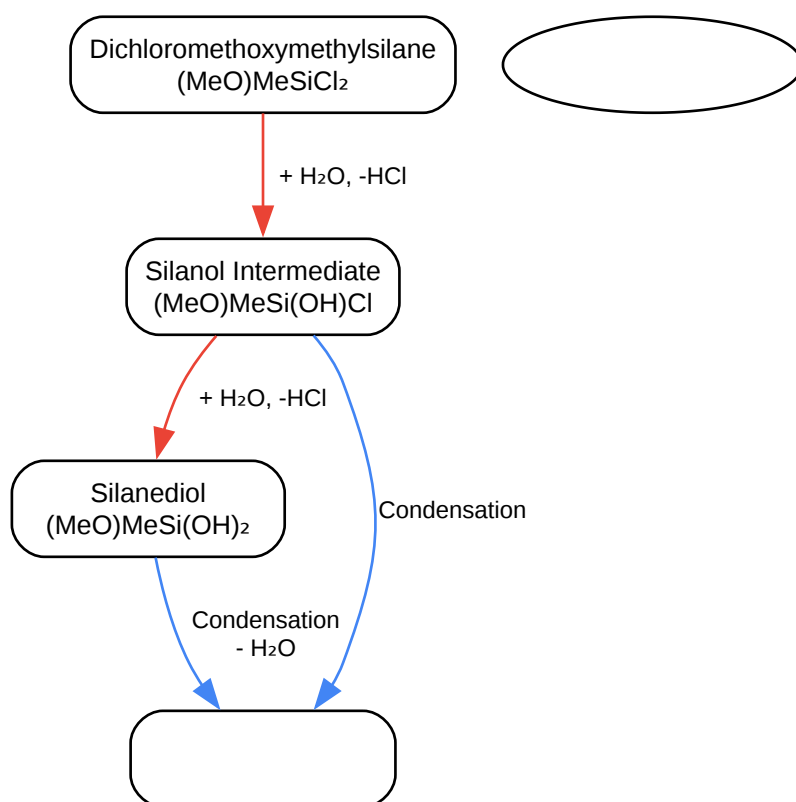 Dichloromethoxymethylsilane
(MeO)MeSiCl₂
+ H₂O, -HCl
Silanol Intermediate
(MeO)MeSi(OH)Cl
+ H₂O, -HCl
Silanediol
(MeO)MeSi(OH)₂
Condensation
Condensation
- H₂O